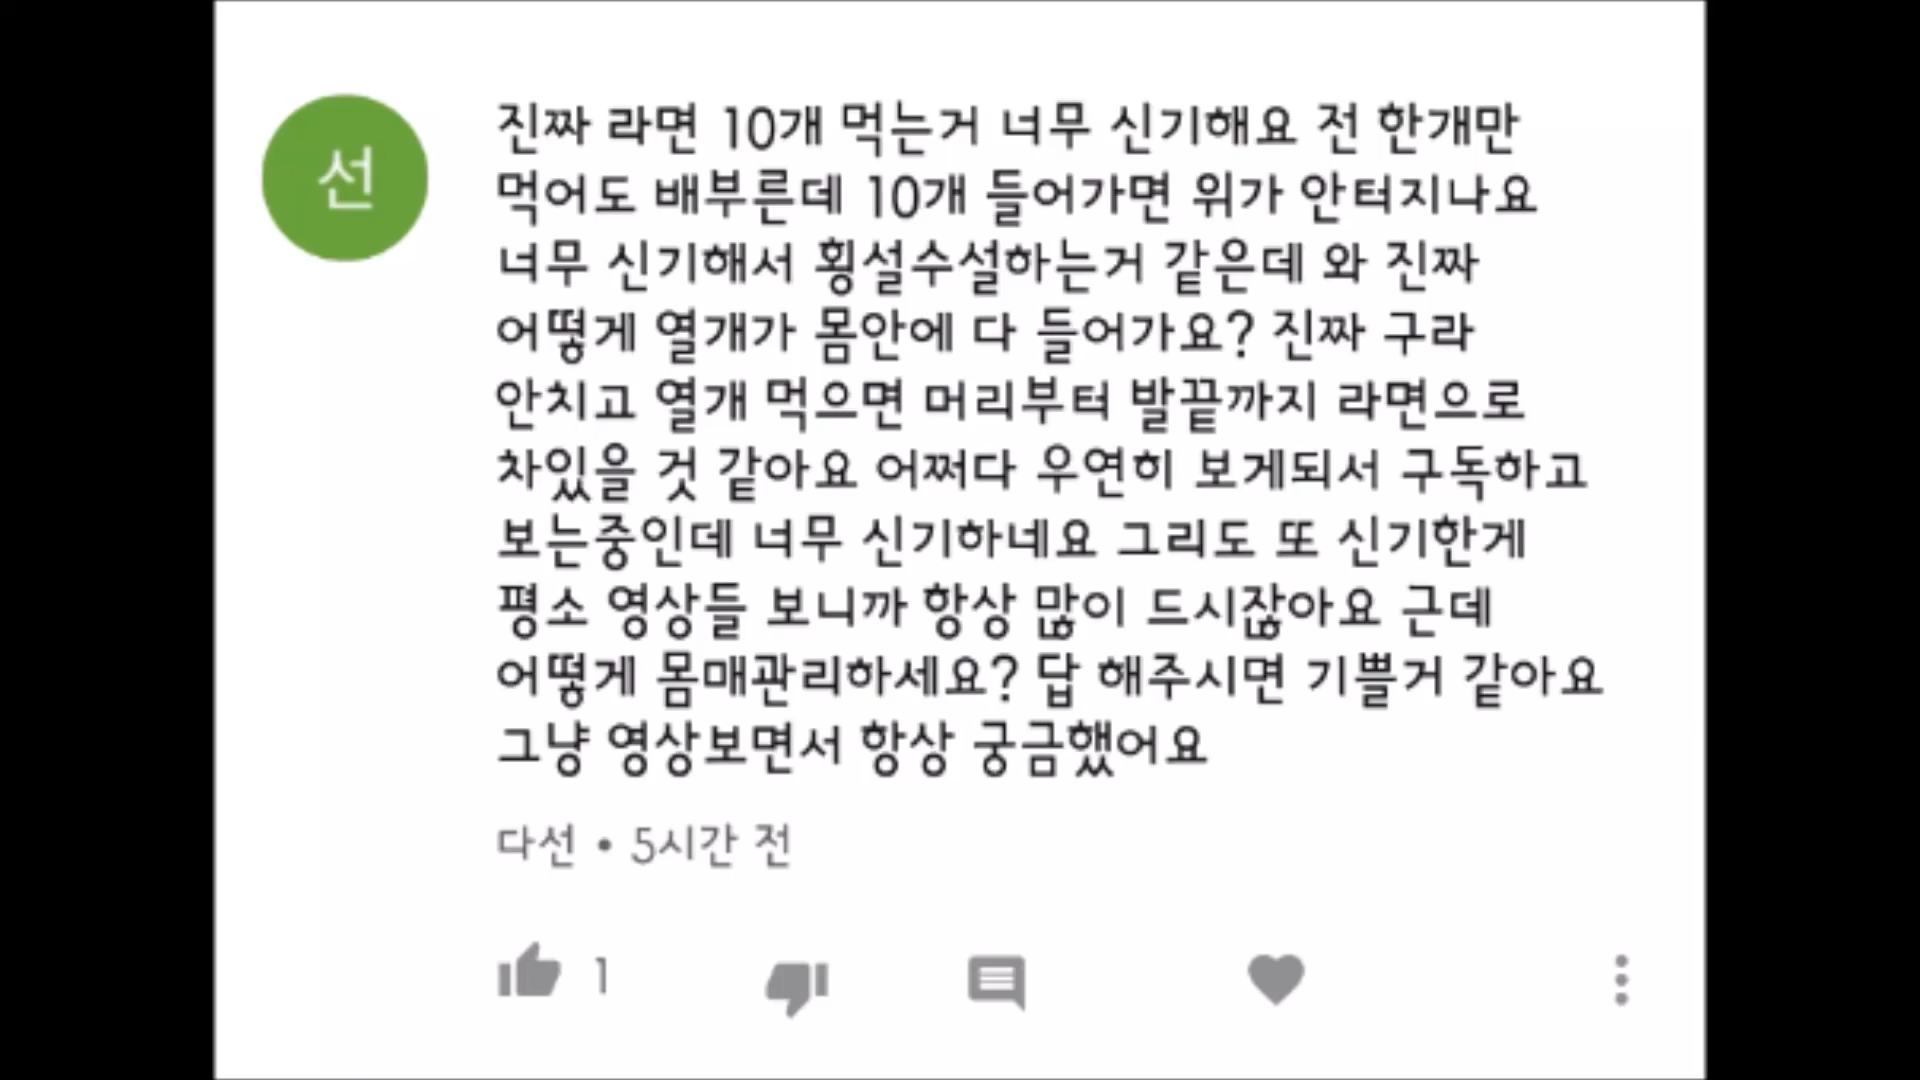 선
진짜 라면 10개 먹는거 너무 신기해요 전 한개만
먹어도 배부른데 10개 들어가면 위가 안터지나요
너무 신기해서 횡설수설하는거 같은데 와 진짜
어떻게 열개가 몸안에 다 들어가요? 진짜 구라
안치고 열개 먹으면 머리부터 발끝까지 라면으로
차있을 것 같아요 어쩌다 우연히 보게되서 구독하고
보는중인데 너무 신기하네요 그리도 또 신기한게
평소 영상들 보니까 항상 많이 드시잖아요 근데
어떻게 몸매관리하세요? 답 해주시면 기쁠거 같아요
그냥 영상보면서 항상 궁금했어요
다선 • 5시간 전
1